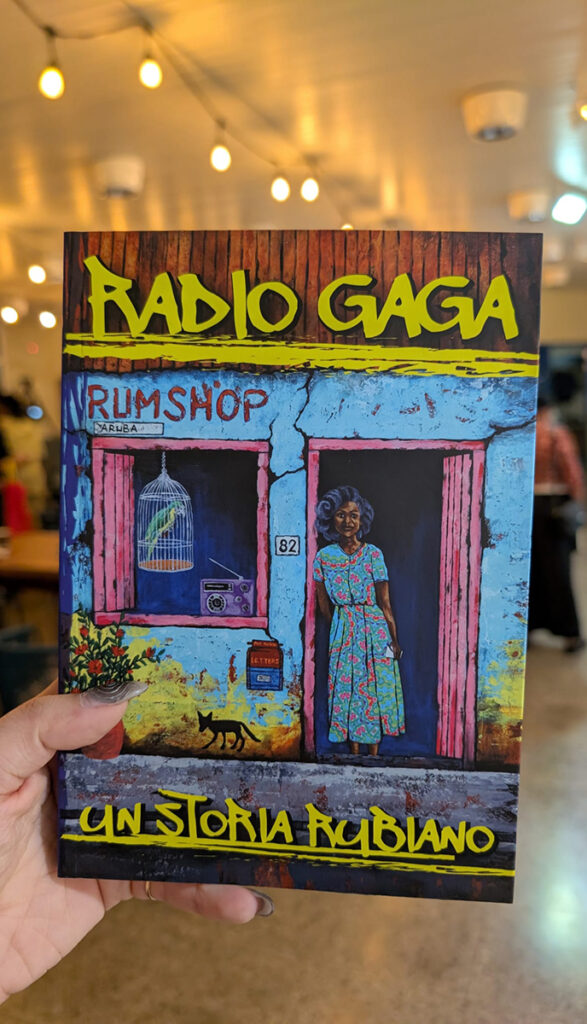 RADIO GAGA
RUMSHOP
ARUBA
82
LETTERS
UN STORIA RUBIANO